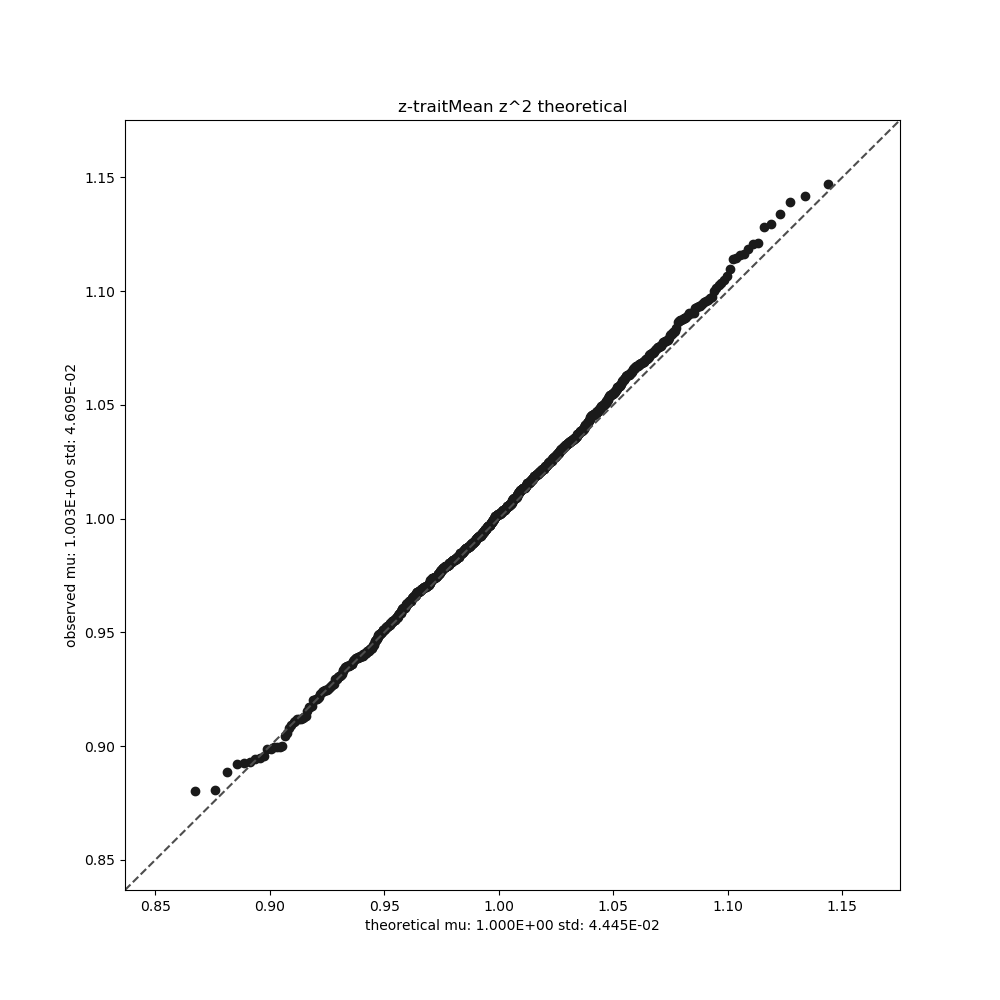 z-traitMean z^2 theoretical
observed mu: 1.003E+00 std: 4.609E-02
1.15
1.10
1.05
1.00
0.95
0.90
0.85
0.85 0.90 0.95 1.00 1.05 1.10 1.15
theoretical mu: 1.000E+00 std: 4.445E-02